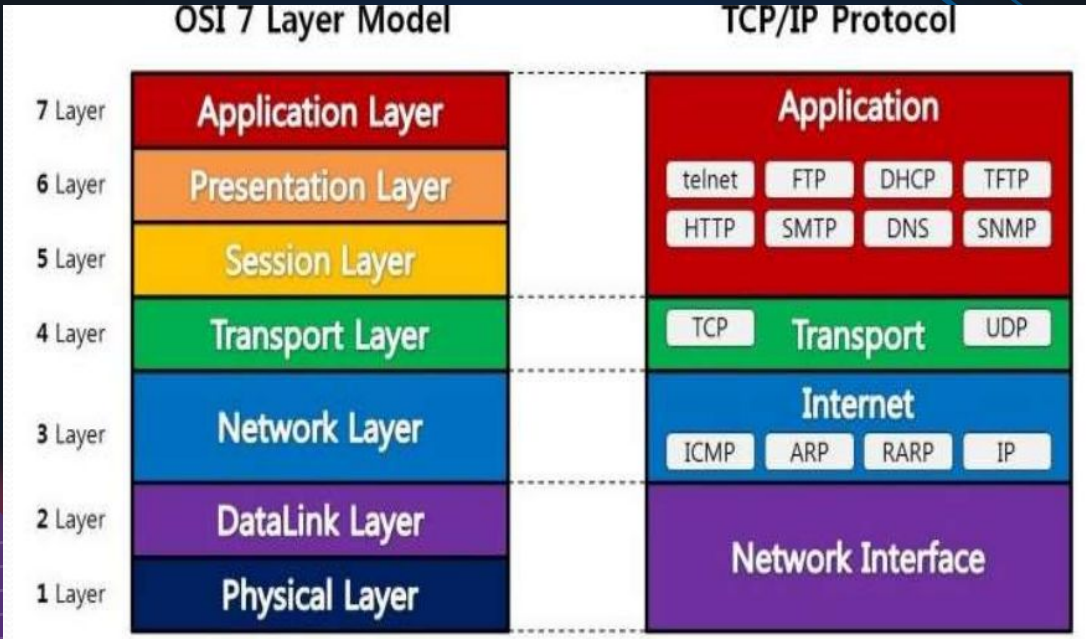 OSI 7 Layer Model
TCP/IP Protocol
7 Layer
Application Layer
6 Layer
Presentation Layer
5 Layer
Session Layer
4 Layer
Transport Layer
3 Layer
Network Layer
2 Layer
DataLink Layer
1 Layer
Physical Layer
Application
telnet FTP DHCP TFTP
HTTP SMTP DNS SNMP
TCP Transport UDP
Internet
ICMP ARP RARP IP
Network Interface